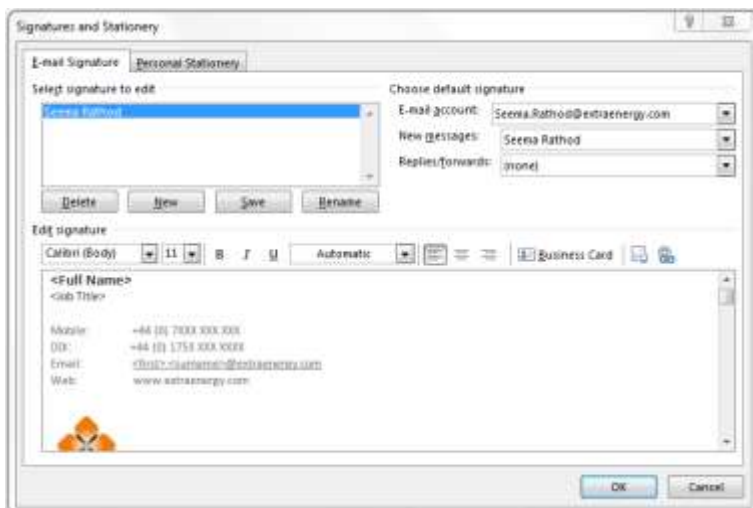 Signatures and Stationery
E-mail Signature Personal Stationery
Select signature to edit
Seema Rathod
Delete New Save Rename
Choose default signature
E-mail account: Seema.Rathod@extraenergy.com
New messages: Seema Rathod
Replies/forwards: (none)
Edit signature
Calibri (Body) 11 B I U Automatic Business Card
<Full Name>
<Job Title>
Mobile: +44 (0) 7XXX XXX XXX
DDI: +44 (0) 1753 XXX XXXX
Email: <first>.<surname>@extraenergy.com
Web: www.extraenergy.com
OK Cancel